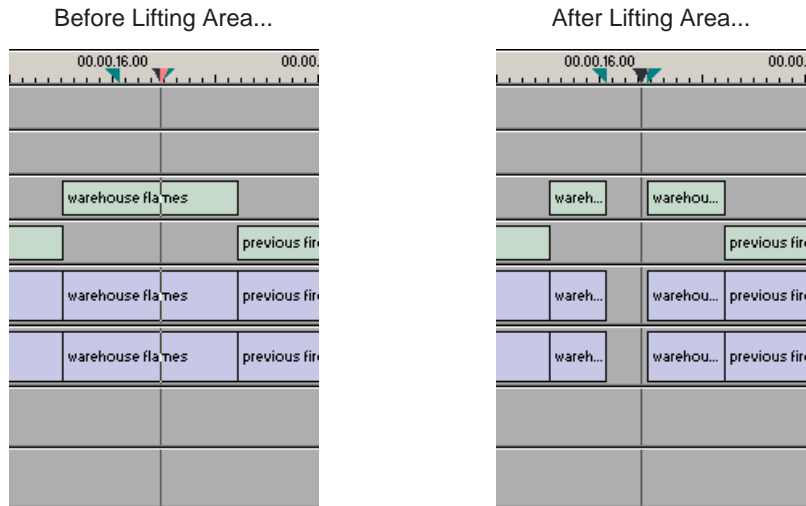 Before Lifting Area...
After Lifting Area...
00.00.16.00 00.00.
00.00.16.00 00.00.
warehouse flames
wareh... warehou...
previous fir
previous fir
warehouse flames previous fir
wareh... warehou... previous fir
warehouse flames previous fir
wareh... warehou... previous fir